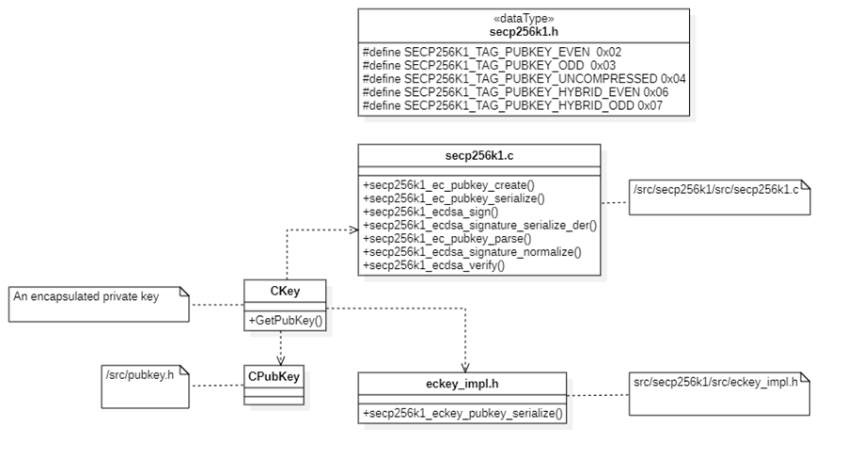 «dataType»
secp256k1.h
#define SECP256K1_TAG_PUBKEY_EVEN 0x02
#define SECP256K1_TAG_PUBKEY_ODD 0x03
#define SECP256K1_TAG_PUBKEY_UNCOMPRESSED 0x04
#define SECP256K1_TAG_PUBKEY_HYBRID_EVEN 0x06
#define SECP256K1_TAG_PUBKEY_HYBRID_ODD 0x07
secp256k1.c
+secp256k1_ec_pubkey_create()
+secp256k1_ec_pubkey_serialize()
+secp256k1_ecdsa_sign()
+secp256k1_ecdsa_signature_serialize_der()
+secp256k1_ec_pubkey_parse()
+secp256k1_ecdsa_signature_normalize()
+secp256k1_ecdsa_verify()
/src/secp256k1/src/secp256k1.c
An encapsulated private key
CKey
+GetPubKey()
/src/pubkey.h
CPubKey
eckey_impl.h
+secp256k1_eckey_pubkey_serialize()
src/secp256k1/src/eckey_impl.h